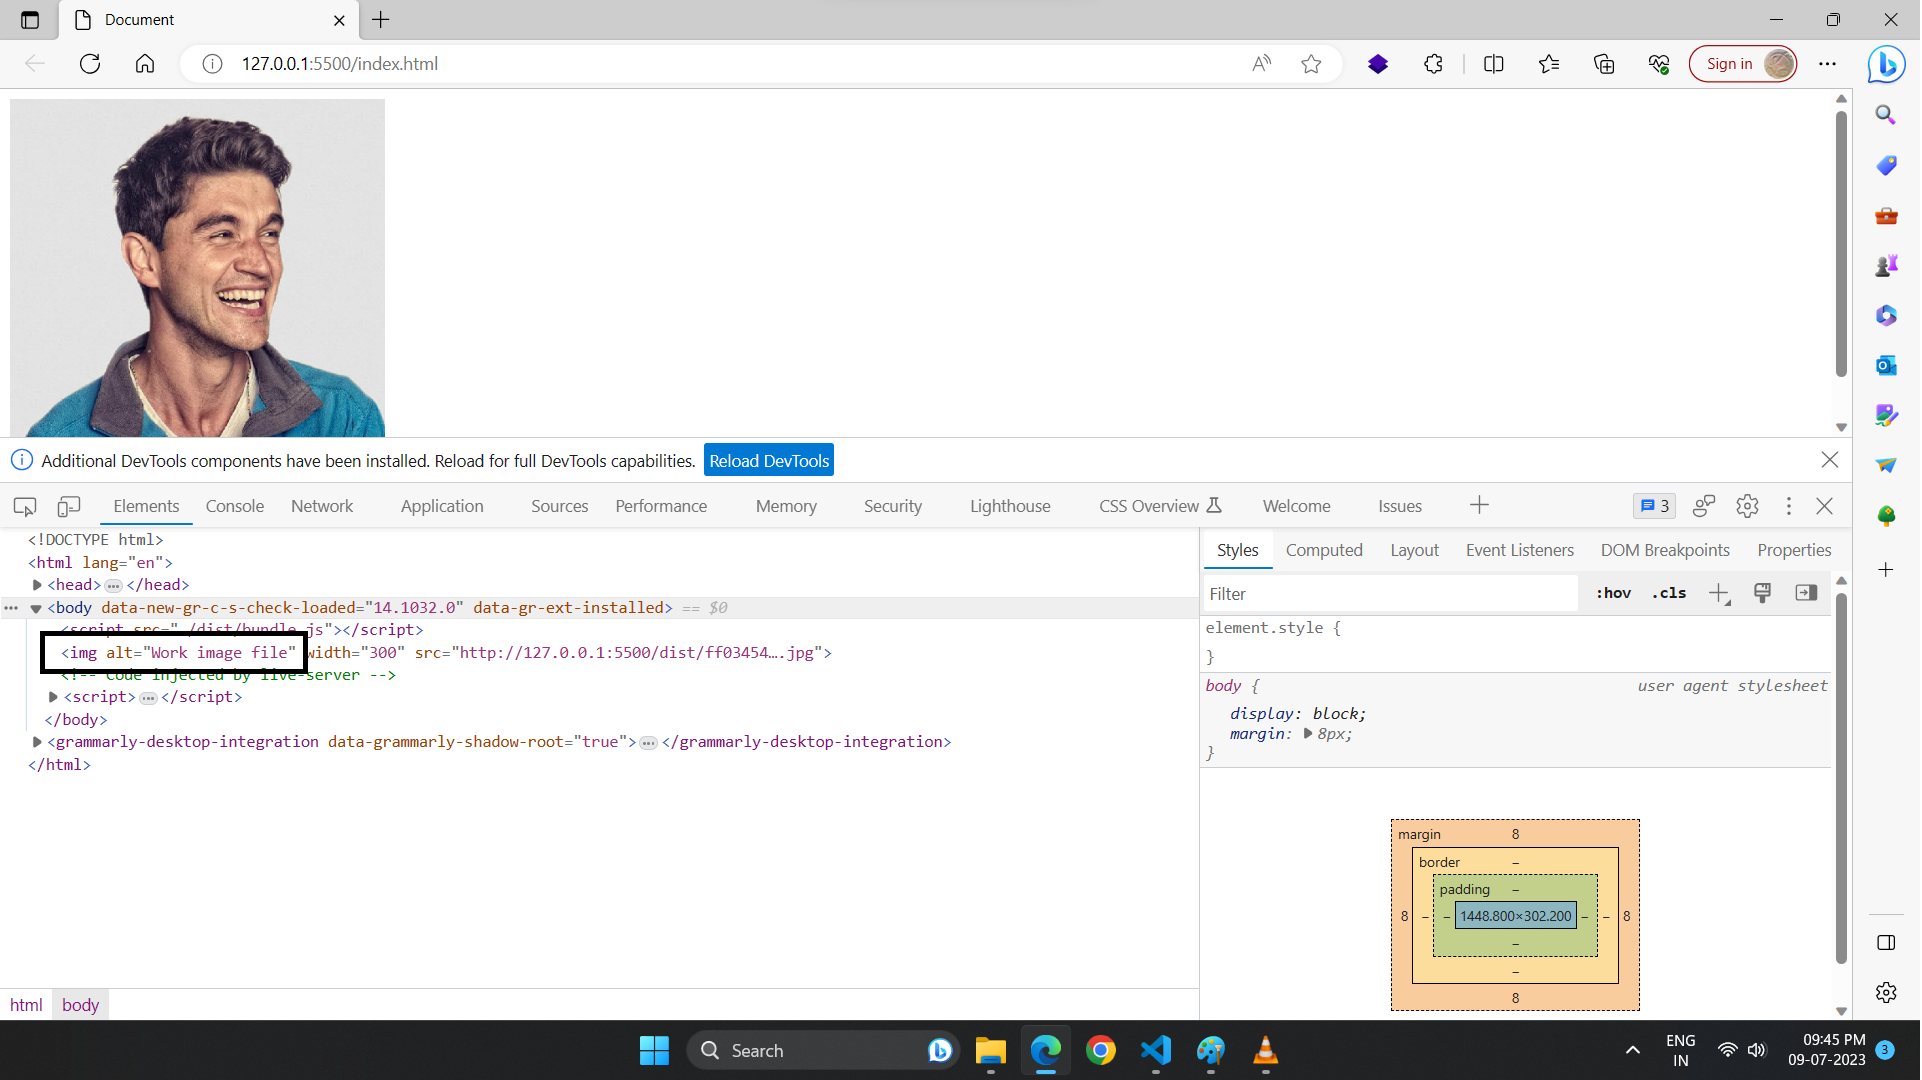 Document
127.0.0.1:5500/index.html
Sign in
Additional DevTools components have been installed. Reload for full DevTools capabilities. Reload DevTools
Elements Console Network Application Sources Performance Memory Security Lighthouse CSS Overview Welcome Issues 3
<!DOCTYPE html>
<html lang="en">
<head> ... </head>
<body data-new-gr-c-s-check-loaded="14.1032.0" data-gr-ext-installed> == $0
<script src="./dist/bundle.js"></script>
<img alt="Work image file" width="300" src="http://127.0.0.1:5500/dist/ff03454….jpg">
<!-- Code injected by live-server -->
<script> ... </script>
</body>
<grammarly-desktop-integration data-grammarly-shadow-root="true"> ... </grammarly-desktop-integration>
</html>
html body
Styles Computed Layout Event Listeners DOM Breakpoints Properties
Filter :hov .cls
element.style {
}
body { user agent stylesheet
display: block;
margin: 8px;
}
margin 8
border –
padding –
8 – – 1448.800×302.200 – – 8
–
–
8
Search
ENG
IN
09:45 PM
09-07-2023
3